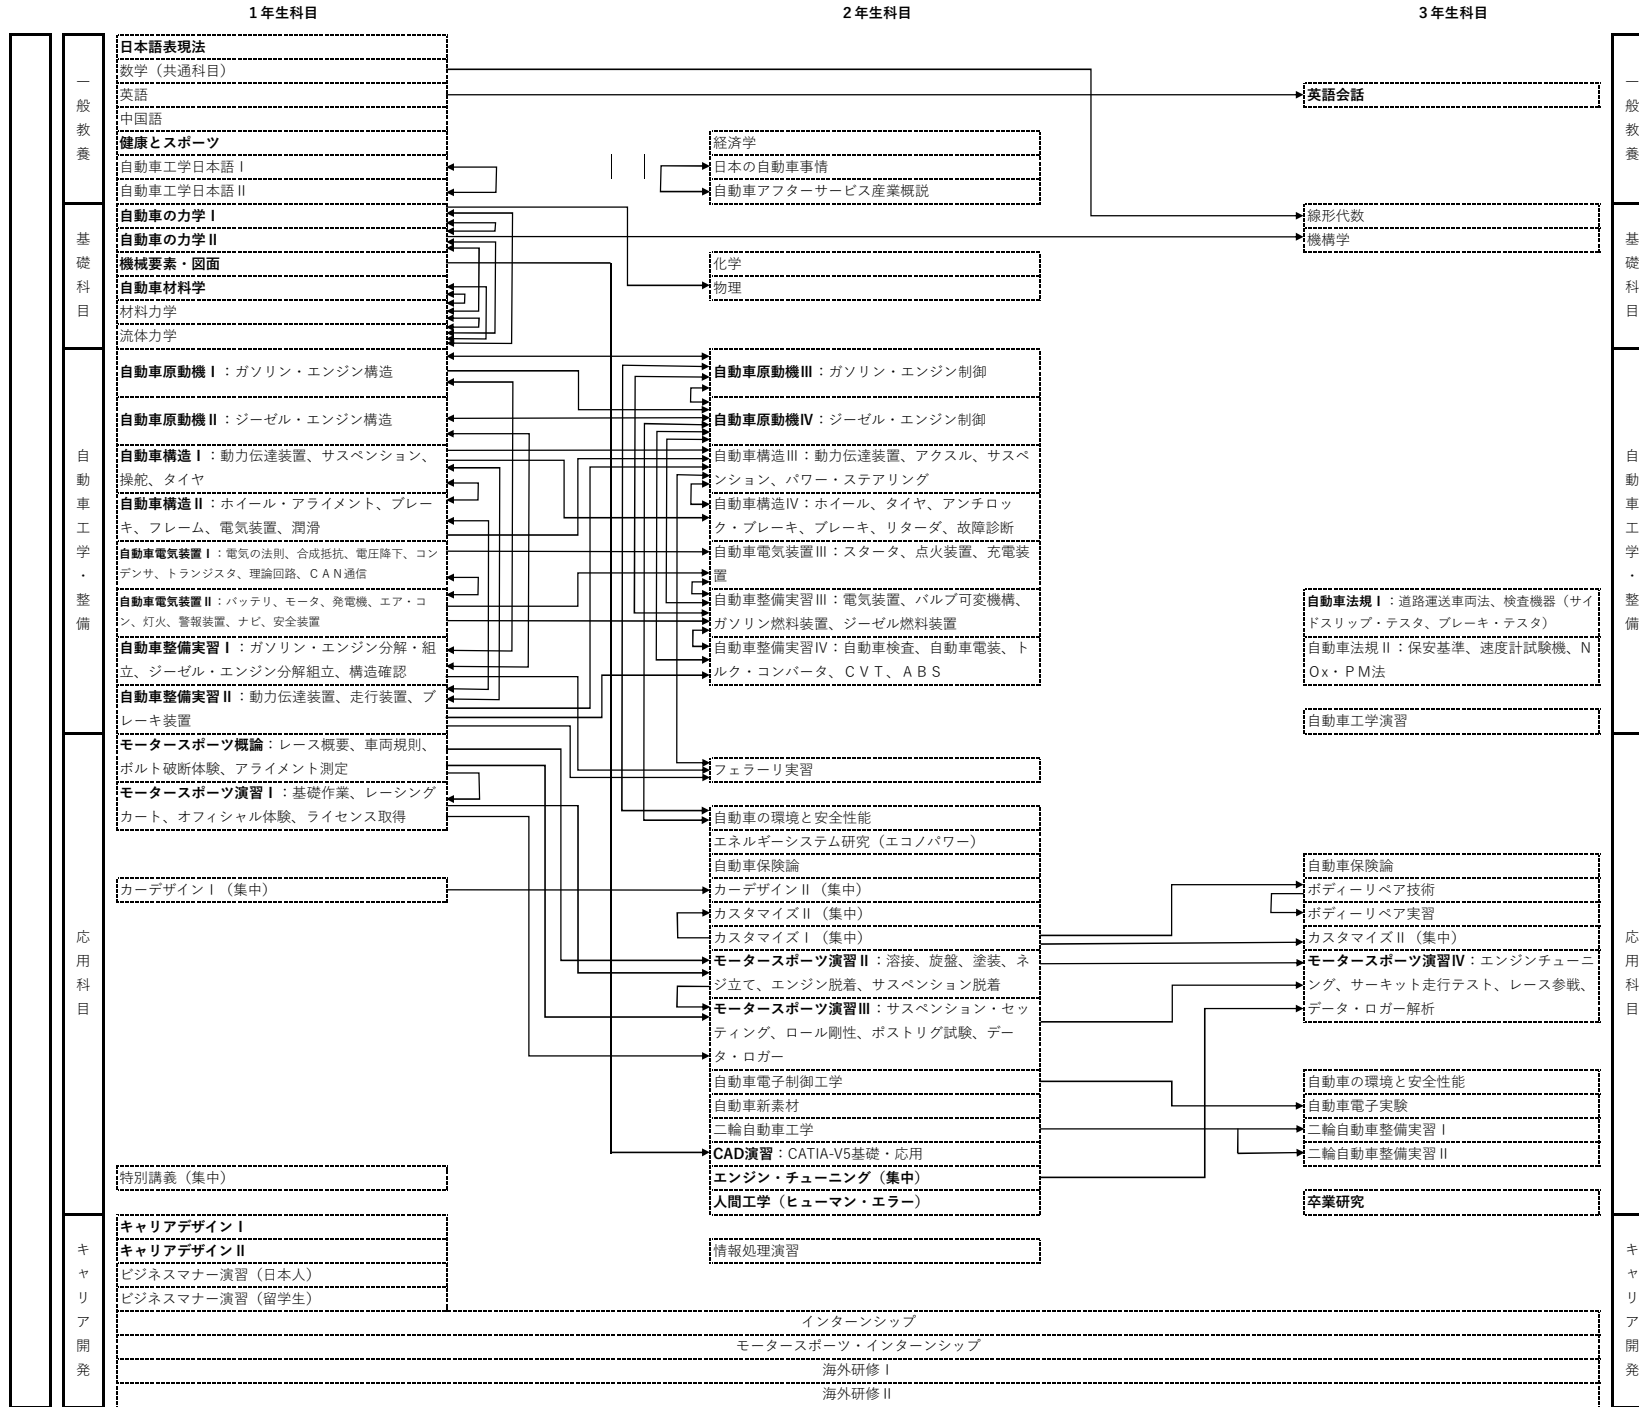 １年生科目
２年生科目
３年生科目
一般教養
日本語表現法
数学（共通科目）
英語
中国語
健康とスポーツ
自動車工学日本語Ⅰ
自動車工学日本語Ⅱ
経済学
日本の自動車事情
自動車アフターサービス産業概説
英語会話
一般教養
基礎科目
自動車の力学Ⅰ
自動車の力学Ⅱ
機械要素・図面
自動車材料学
材料力学
流体力学
化学
物理
線形代数
機構学
基礎科目
自動車工学・整備
自動車原動機Ⅰ：ガソリン・エンジン構造
自動車原動機Ⅱ：ジーゼル・エンジン構造
自動車構造Ⅰ：動力伝達装置、サスペンション、
操舵、タイヤ
自動車構造Ⅱ：ホイール・アライメント、ブレー
キ、フレーム、電気装置、潤滑
自動車電気装置Ⅰ：電気の法則、合成抵抗、電圧降下、コン
デンサ、トランジスタ、理論回路、ＣＡＮ通信
自動車電気装置Ⅱ：バッテリ、モータ、発電機、エア・コ
ン、灯火、警報装置、ナビ、安全装置
自動車整備実習Ⅰ：ガソリン・エンジン分解・組
立、ジーゼル・エンジン分解組立、構造確認
自動車整備実習Ⅱ：動力伝達装置、走行装置、ブ
レーキ装置
自動車原動機Ⅲ：ガソリン・エンジン制御
自動車原動機Ⅳ：ジーゼル・エンジン制御
自動車構造Ⅲ：動力伝達装置、アクスル、サスペ
ンション、パワー・ステアリング
自動車構造Ⅳ：ホイール、タイヤ、アンチロッ
ク・ブレーキ、ブレーキ、リターダ、故障診断
自動車電気装置Ⅲ：スタータ、点火装置、充電装
置
自動車整備実習Ⅲ：電気装置、バルブ可変機構、
ガソリン燃料装置、ジーゼル燃料装置
自動車整備実習Ⅳ：自動車検査、自動車電装、ト
ルク・コンバータ、ＣＶＴ、ＡＢＳ
自動車法規Ⅰ：道路運送車両法、検査機器（サイ
ドスリップ・テスタ、ブレーキ・テスタ）
自動車法規Ⅱ：保安基準、速度計試験機、Ｎ
Ｏx・ＰＭ法
自動車工学演習
自動車工学・整備
応用科目
モータースポーツ概論：レース概要、車両規則、
ボルト破断体験、アライメント測定
モータースポーツ演習Ⅰ：基礎作業、レーシング
カート、オフィシャル体験、ライセンス取得
カーデザインⅠ（集中）
特別講義（集中）
フェラーリ実習
自動車の環境と安全性能
エネルギーシステム研究（エコノパワー）
自動車保険論
カーデザインⅡ（集中）
カスタマイズⅡ（集中）
カスタマイズⅠ（集中）
モータースポーツ演習Ⅱ：溶接、旋盤、塗装、ネ
ジ立て、エンジン脱着、サスペンション脱着
モータースポーツ演習Ⅲ：サスペンション・セッ
ティング、ロール剛性、ポストリグ試験、デー
タ・ロガー
自動車電子制御工学
自動車新素材
二輪自動車工学
CAD演習：CATIA-V5基礎・応用
エンジン・チューニング（集中）
人間工学（ヒューマン・エラー）
自動車保険論
ボディーリペア技術
ボディーリペア実習
カスタマイズⅡ（集中）
モータースポーツ演習Ⅳ：エンジンチューニ
ング、サーキット走行テスト、レース参戦、
データ・ロガー解析
自動車の環境と安全性能
自動車電子実験
二輪自動車整備実習Ⅰ
二輪自動車整備実習Ⅱ
卒業研究
応用科目
キャリア開発
キャリアデザインⅠ
キャリアデザインⅡ
ビジネスマナー演習（日本人）
ビジネスマナー演習（留学生）
情報処理演習
インターンシップ
モータースポーツ・インターンシップ
海外研修Ⅰ
海外研修Ⅱ
キャリア開発